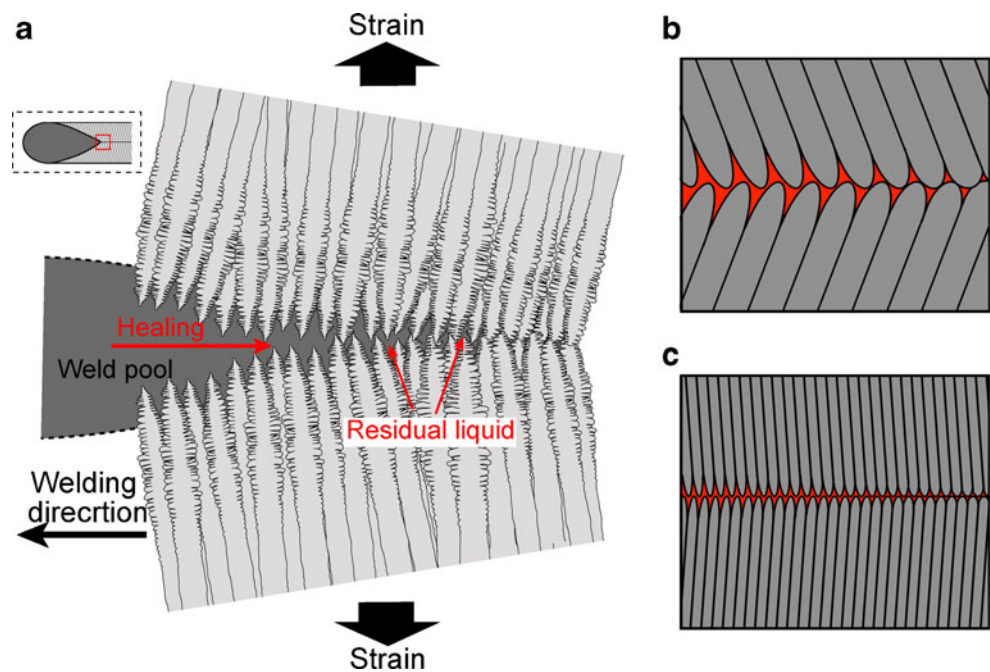 a
Strain
b
Healing
Weld pool
Residual liquid
c
Welding
direcrtion
Strain